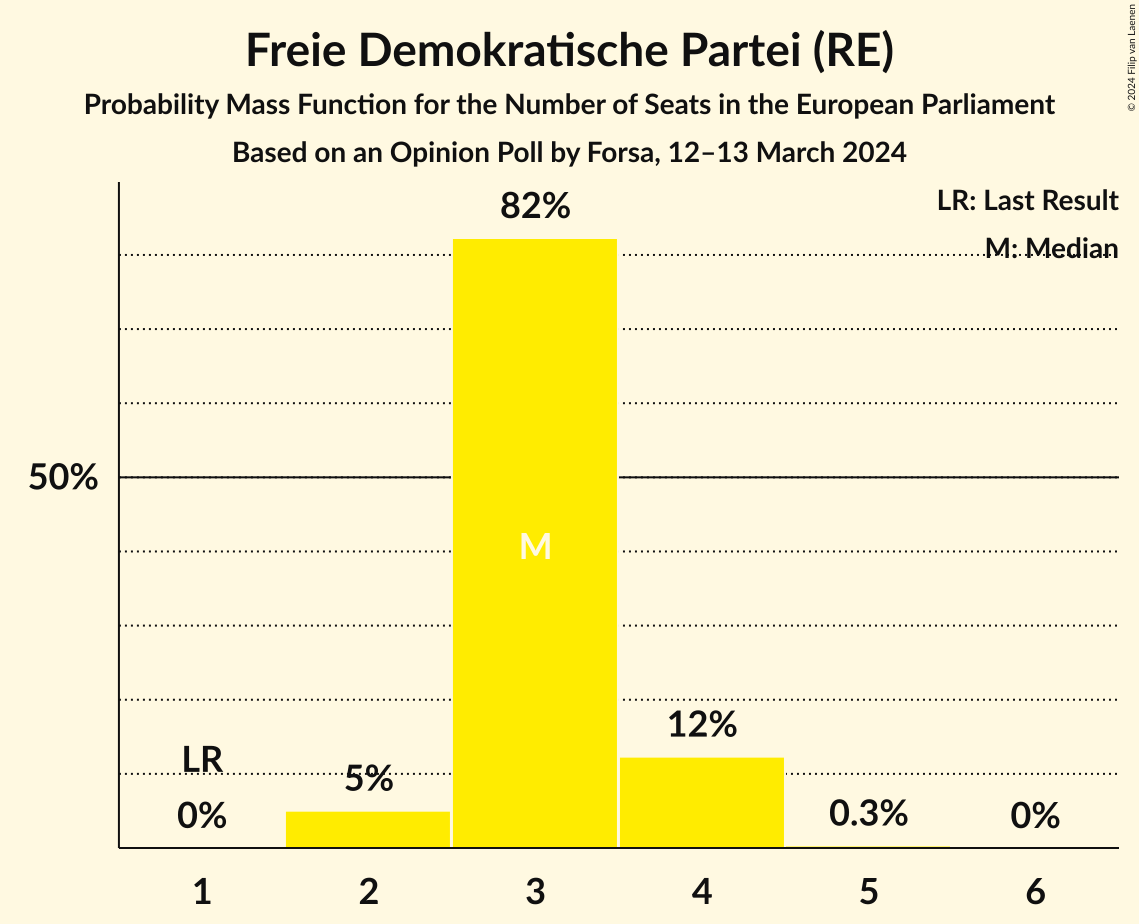 Freie Demokratische Partei (RE)
Probability Mass Function for the Number of Seats in the European Parliament
Based on an Opinion Poll by Forsa, 12–13 March 2024
© 2024 Filip van Laenen
LR: Last Result
M: Median
82%
50%
M
12%
LR
5%
0%
0.3%
0%
1 2 3 4 5 6